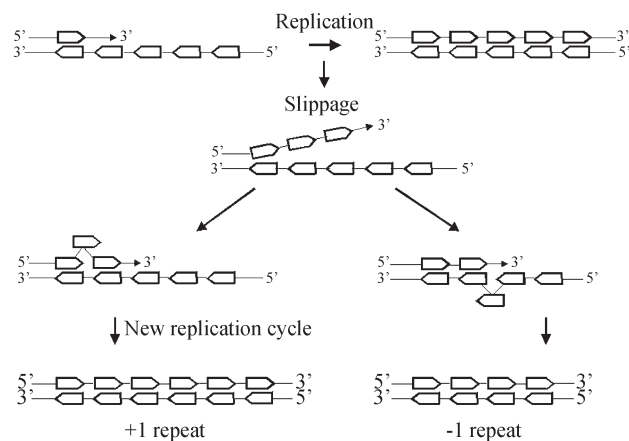 Replication
5’ 3’ 5’ 3’
3’ 5’ 3’ 5’
Slippage
3’
5’
3’ 5’
5’ 3’ 5’ 3’
3’ 5’ 3’ 5’
New replication cycle
5’ 3’ 5’ 3’
3’ 5’ 3’ 5’
+1 repeat -1 repeat